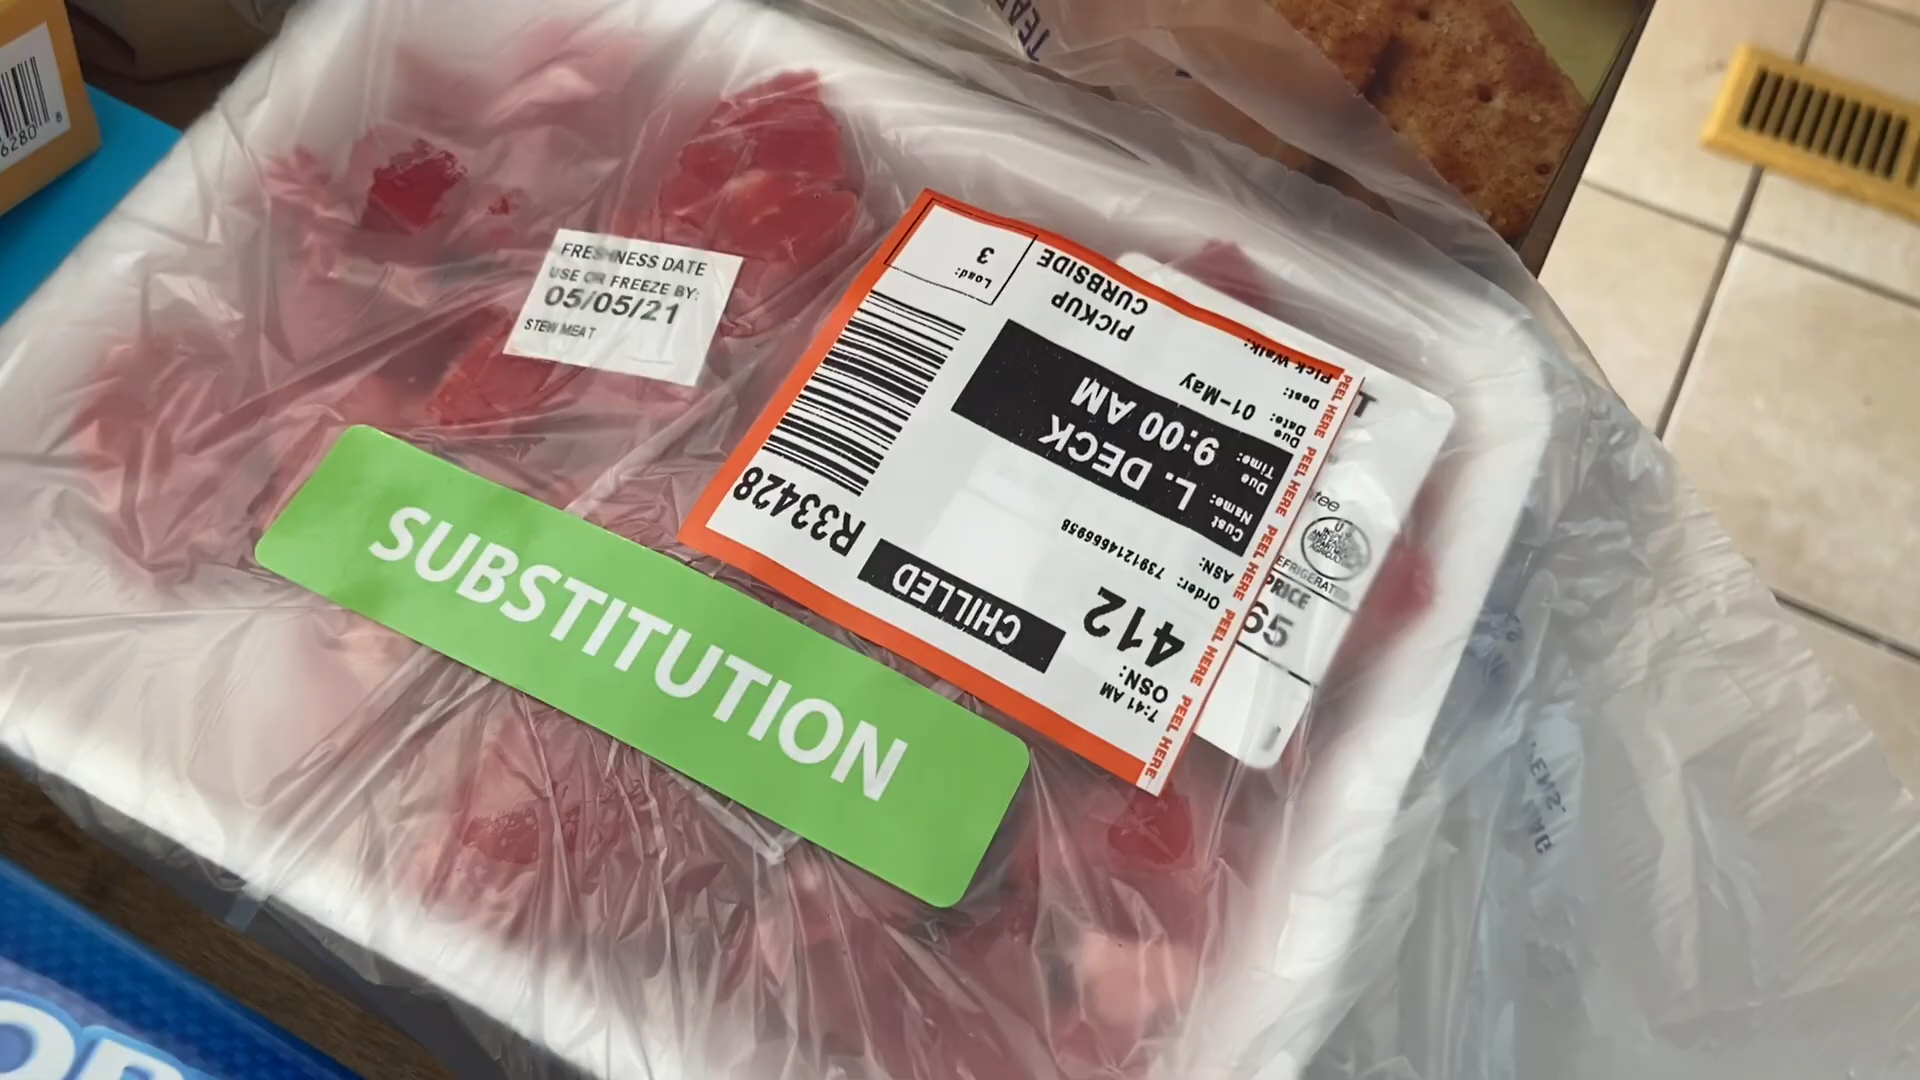 FRESHNESS DATE
USE OR FREEZE BY:
05/05/21
STEW MEAT
SUBSTITUTION
7:41 AM
OSN:
412
CHILLED
Order: 7391214666958
ASN:
R33428
Cust Name: L. DECK
Due Time: 9:00 AM
Due Date: 01-May
Dest:
Pick Walk:
PICKUP
CURBSIDE
Load:
3
PEEL HERE PEEL HERE PEEL HERE PEEL HERE PEEL HERE PEEL HERE
PRICE
6280 8